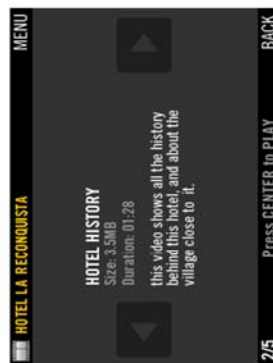 HOTEL LA RECONQUISTA
MENU
HOTEL HISTORY
Size: 3.5MB
Duration: 01:28
this video shows all the history
behind this hotel, and about the
village close to it.
2/5
Press CENTER to PLAY
BACK